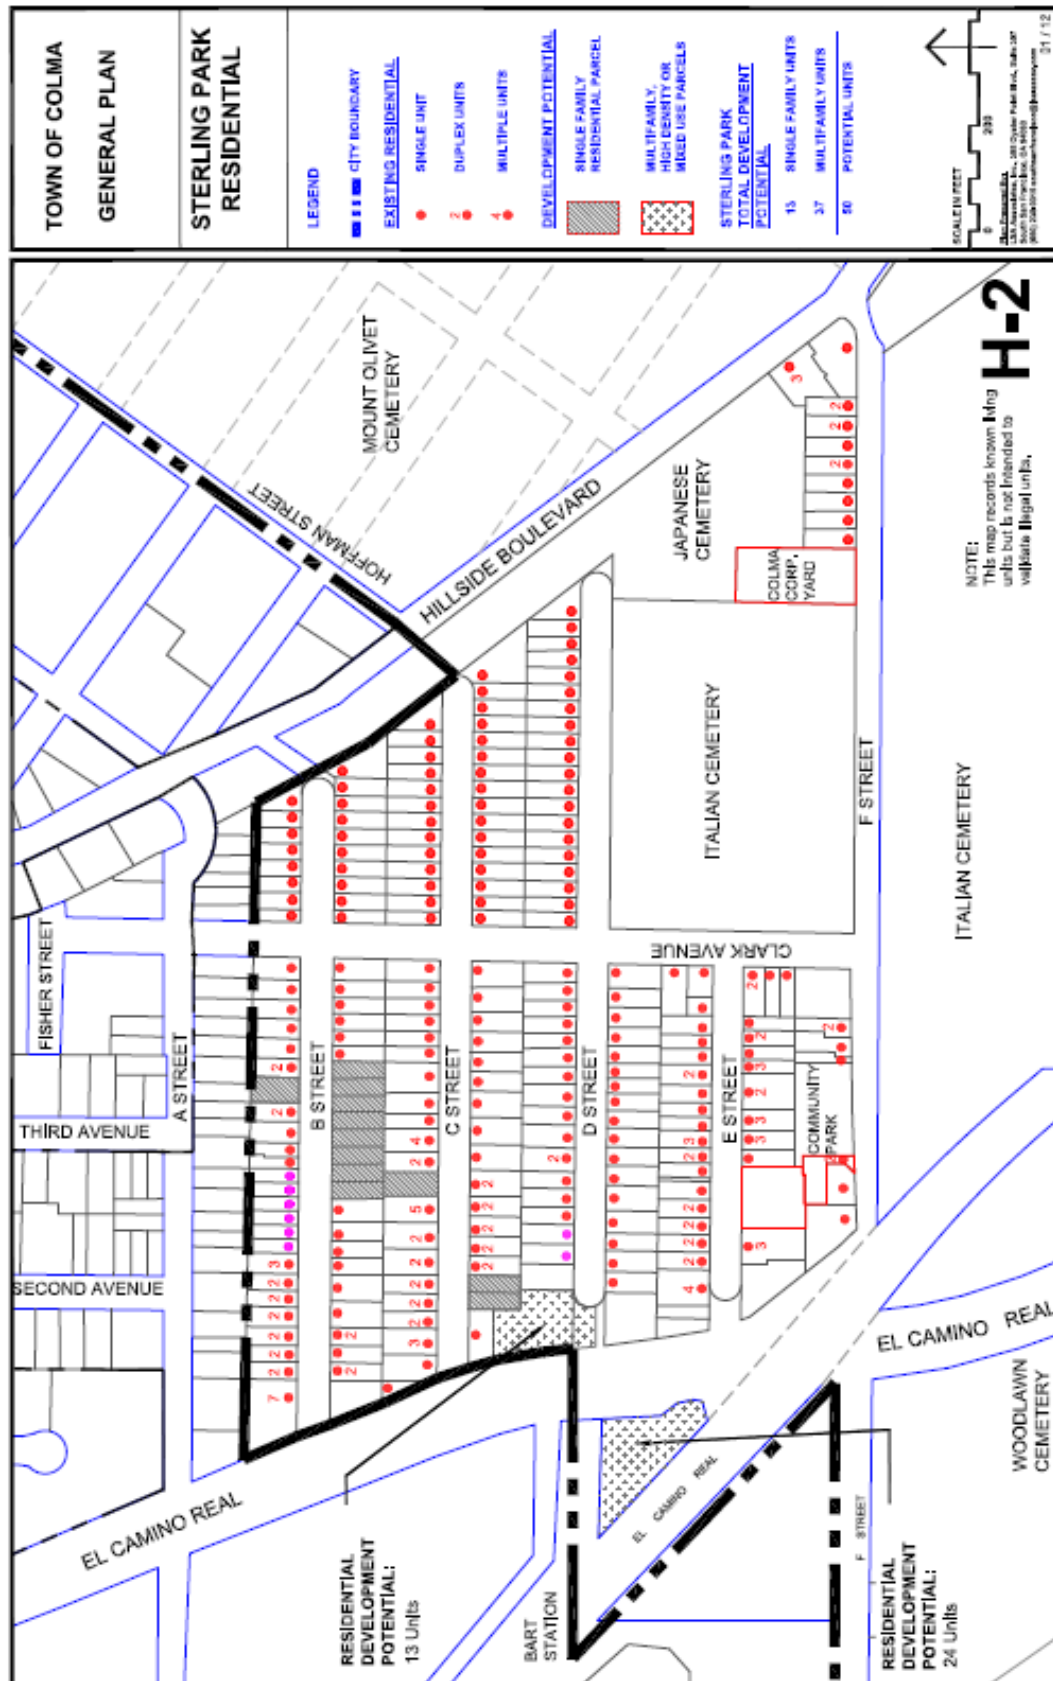 TOWN OF COLMA
GENERAL PLAN
STERLING PARK
RESIDENTIAL
LEGEND
CITY BOUNDARY
EXISTING RESIDENTIAL
SINGLE UNIT
2
DUPLEX UNITS
4
MULTIPLE UNITS
DEVELOPMENT POTENTIAL
SINGLE FAMILY
RESIDENTIAL PARCEL
MULTIFAMILY,
HIGH DENSITY OR
MIXED USE PARCELS
STERLING PARK
TOTAL DEVELOPMENT
POTENTIAL
13 SINGLE FAMILY UNITS
37 MULTIFAMILY UNITS
50 POTENTIAL UNITS
SCALE IN FEET
0 200
01 / 12
MOUNT OLIVET
CEMETERY
HOFFMAN STREET
HILLSIDE BOULEVARD
JAPANESE
CEMETERY
COLMA
CORP.
YARD
ITALIAN CEMETERY
F STREET
ITALIAN CEMETERY
CLARK AVENUE
FISHER STREET
A STREET
THIRD AVENUE
B STREET
C STREET
D STREET
E STREET
COMMUNITY
PARK
SECOND AVENUE
EL CAMINO REAL
EL CAMINO REAL
EL CAMINO REAL
WOODLAWN
CEMETERY
F STREET
BART
STATION
RESIDENTIAL
DEVELOPMENT
POTENTIAL:
13 Units
RESIDENTIAL
DEVELOPMENT
POTENTIAL:
24 Units
NOTE:
This map records known living
units but is not intended to
validate illegal units.
H-2